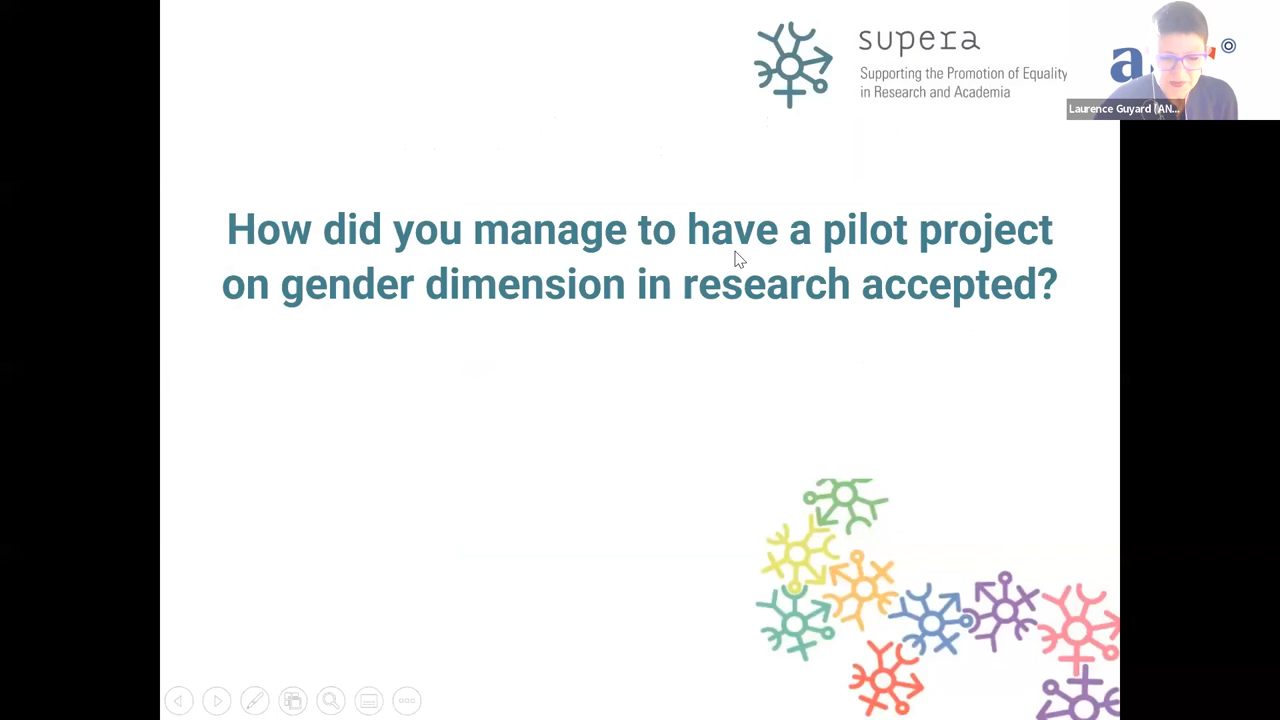 supera
Supporting the Promotion of Equality
in Research and Academia
Laurence Guyard (AN...
How did you manage to have a pilot project
on gender dimension in research accepted?